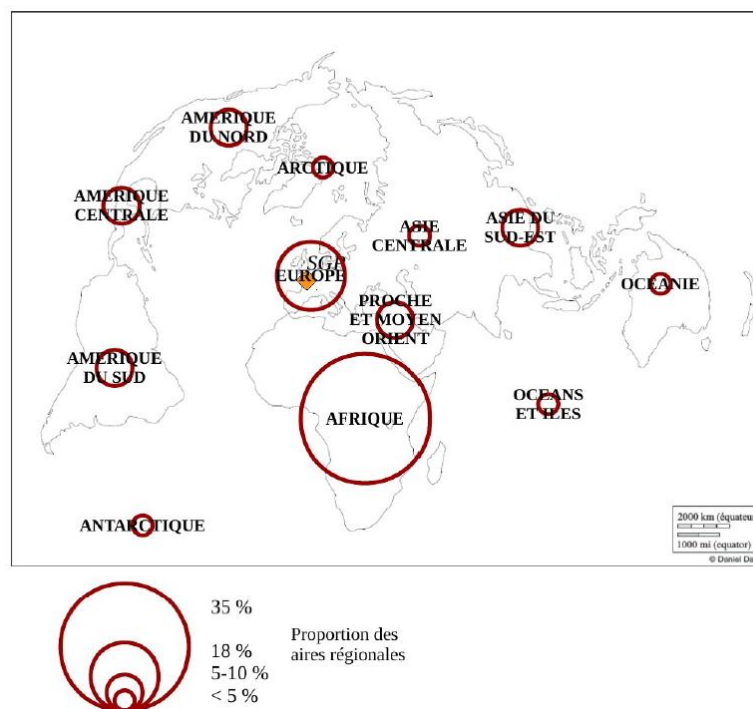 AMERIQUE
DU NORD
ARCTIQUE
AMERIQUE
CENTRALE
ASIE
CENTRALE
ASIE DU
SUD-EST
SGP
EUROPE
OCEANIE
PROCHE
ET MOYEN
ORIENT
AMERIQUE
DU SUD
OCEANS
ET ILES
AFRIQUE
ANTARCTIQUE
2000 km (équateur
1000 mi (equator)
© Daniel Da
35 %
18 %
5-10 %
< 5 %
Proportion des
aires régionales